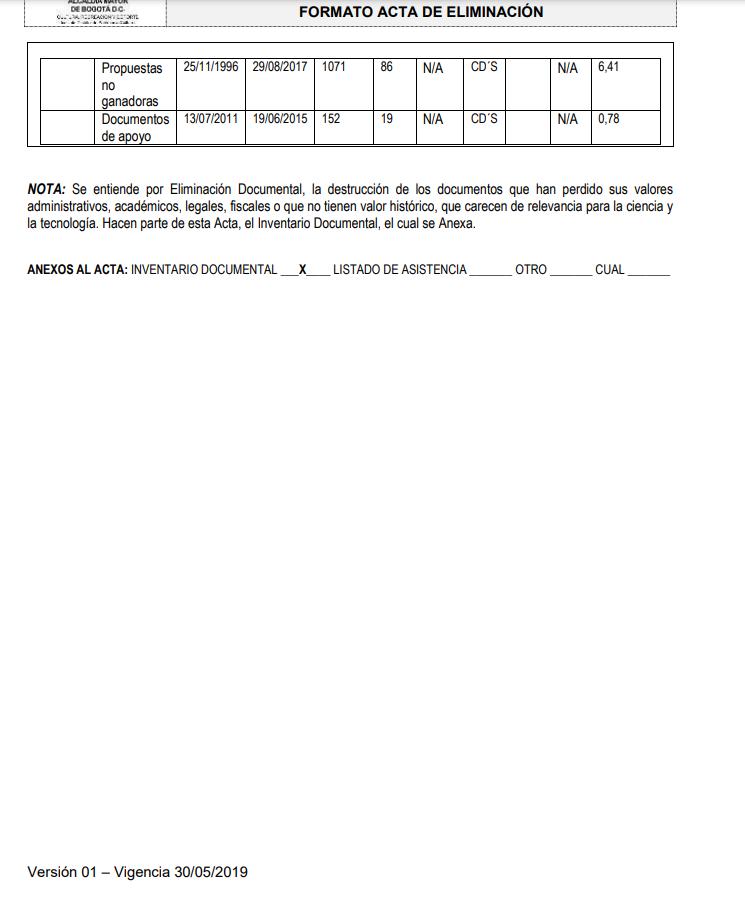 ALCALDÍA MAYOR
DE BOGOTÁ D.C.
CULTURA, RECREACIÓN Y DEPORTE
FORMATO ACTA DE ELIMINACIÓN
Propuestas no ganadoras 25/11/1996 29/08/2017 1071 86 N/A CD´S N/A 6,41
Documentos de apoyo 13/07/2011 19/06/2015 152 19 N/A CD´S N/A 0,78
NOTA: Se entiende por Eliminación Documental, la destrucción de los documentos que han perdido sus valores
administrativos, académicos, legales, fiscales o que no tienen valor histórico, que carecen de relevancia para la ciencia y
la tecnología. Hacen parte de esta Acta, el Inventario Documental, el cual se Anexa.
ANEXOS AL ACTA: INVENTARIO DOCUMENTAL ___X____ LISTADO DE ASISTENCIA _______ OTRO _______ CUAL _______
Versión 01 – Vigencia 30/05/2019